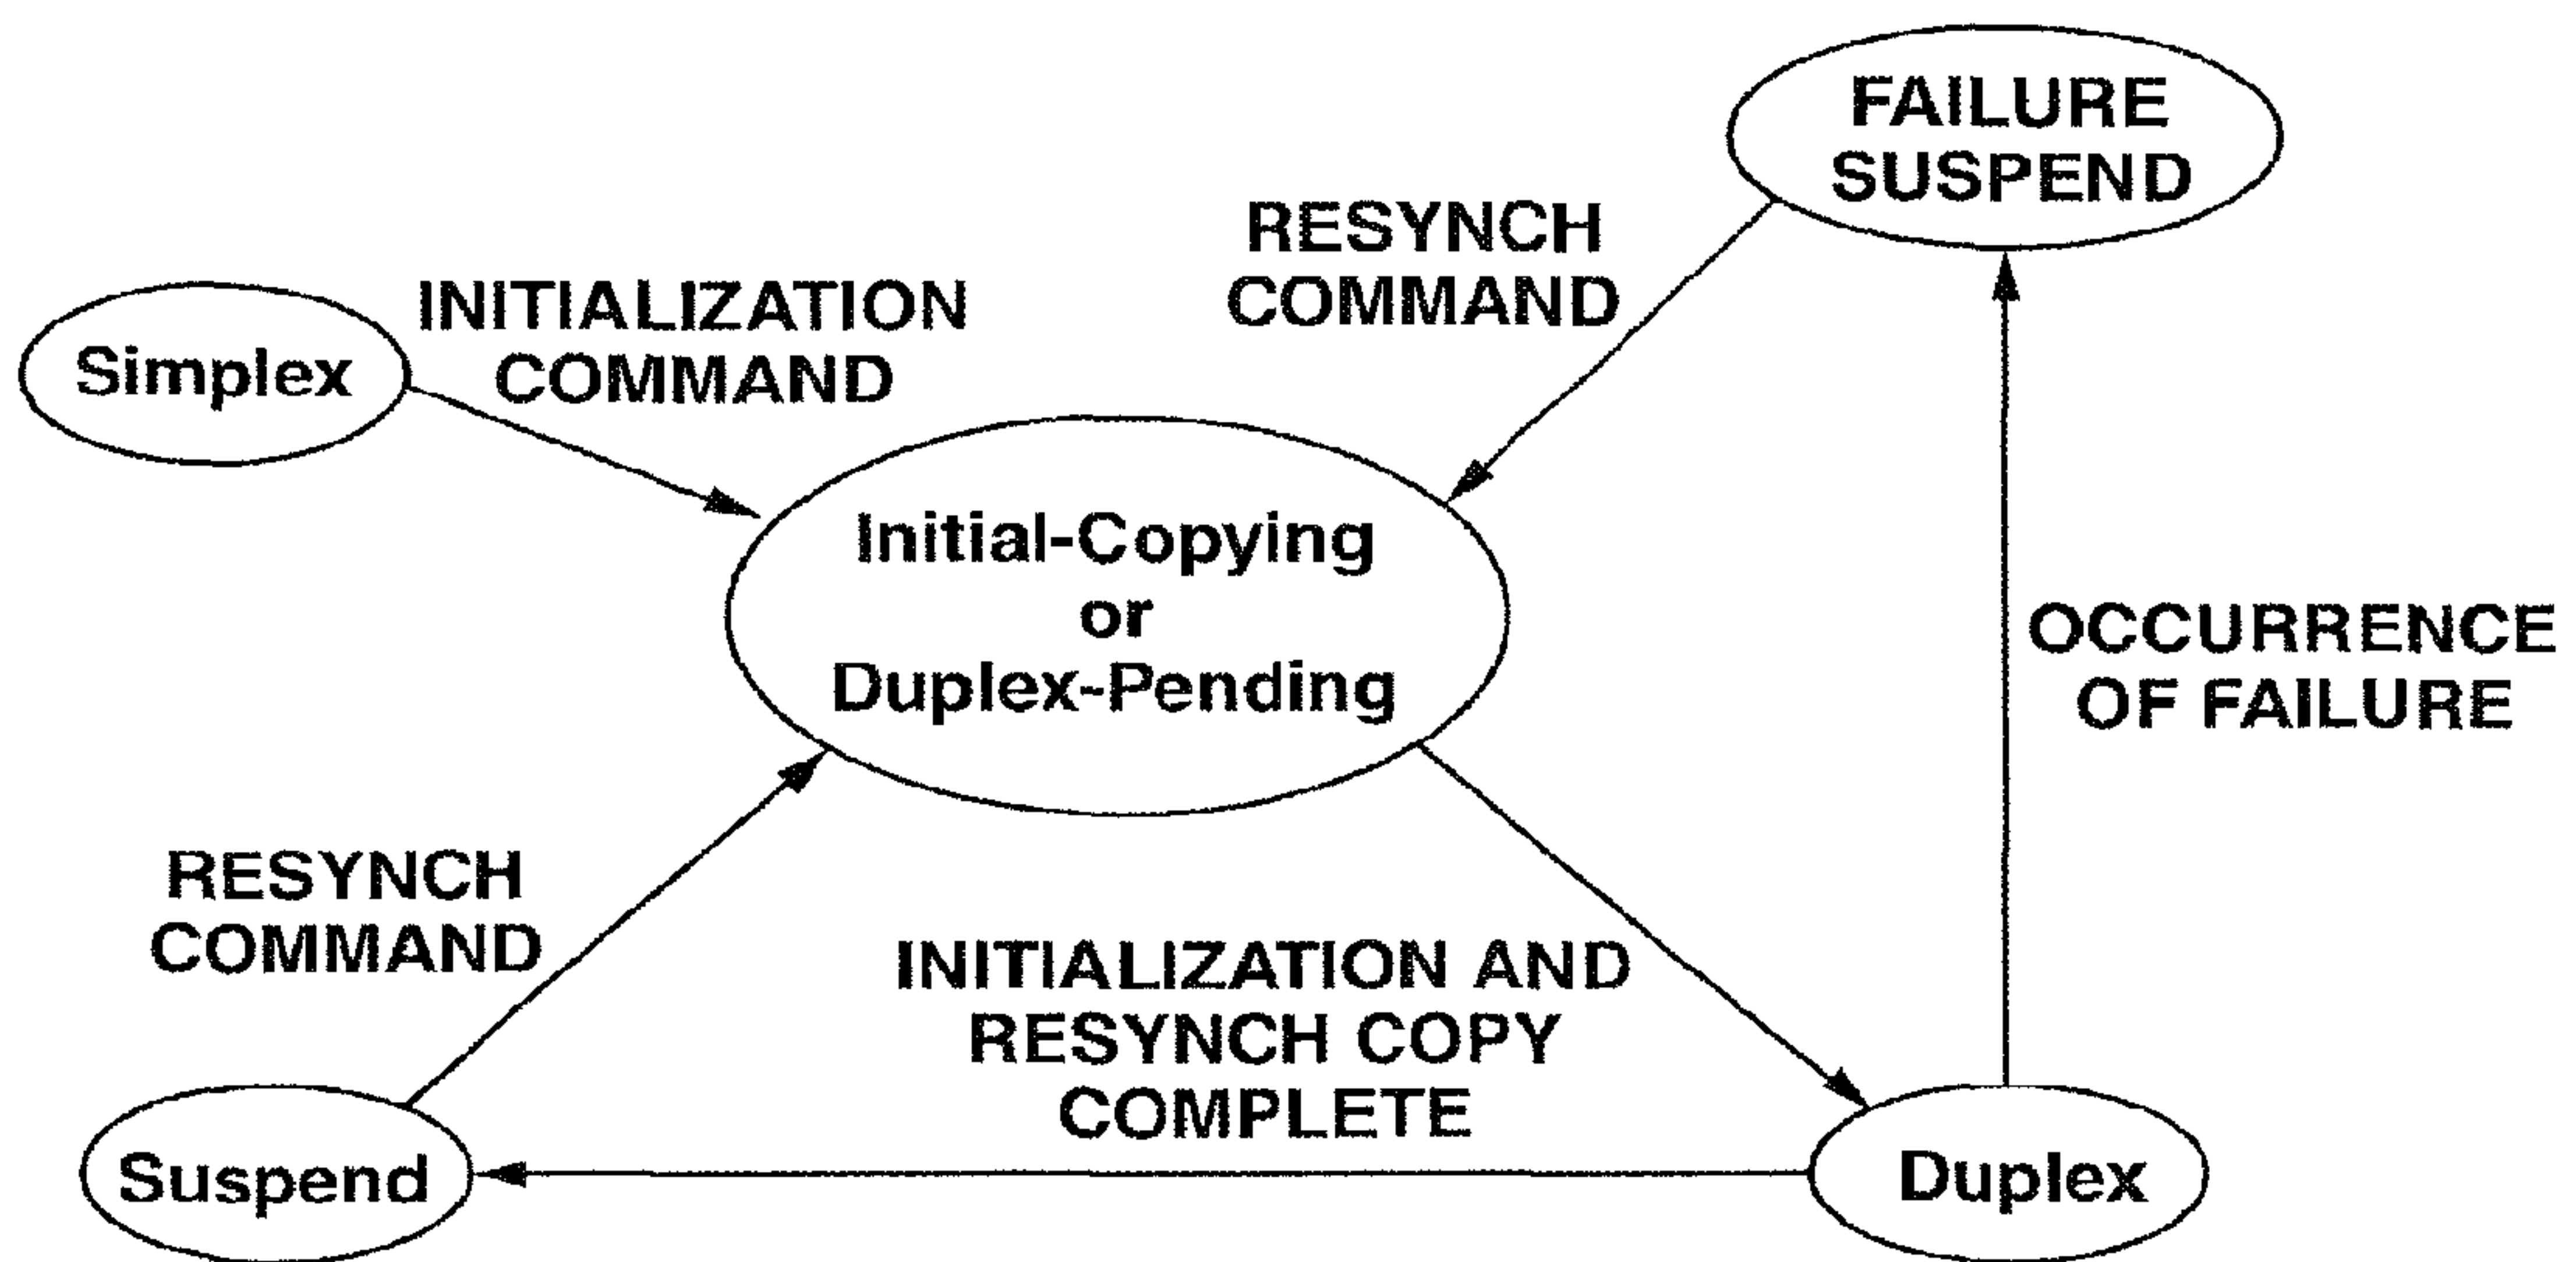 FAILURE
SUSPEND
RESYNCH
COMMAND
INITIALIZATION
COMMAND
Simplex
Initial-Copying
or
Duplex-Pending
OCCURRENCE
OF FAILURE
RESYNCH
COMMAND
INITIALIZATION AND
RESYNCH COPY
COMPLETE
Suspend
Duplex